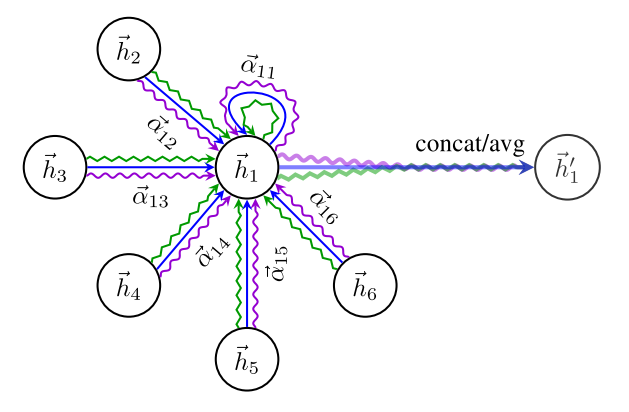 h⃗₂
α⃗₁₁
α⃗₁₂
concat/avg
h⃗₃
h⃗₁
h⃗′₁
α⃗₁₃
α⃗₁₆
α⃗₁₄
α⃗₁₅
h⃗₄
h⃗₆
h⃗₅